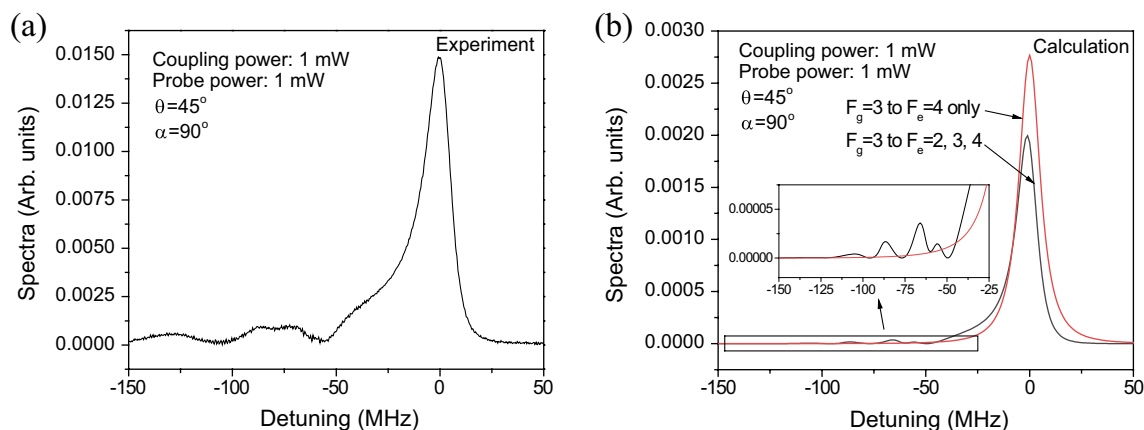 (a)
Experiment
Coupling power: 1 mW
Probe power: 1 mW
θ=45°
α=90°
0.0150
0.0125
0.0100
0.0075
0.0050
0.0025
0.0000
Spectra (Arb. units)
-150 -100 -50 0 50
Detuning (MHz)
(b)
Calculation
Coupling power: 1 mW
Probe power: 1 mW
θ=45°
α=90°
Fg=3 to Fe=4 only
Fg=3 to Fe=2, 3, 4
0.0030
0.0025
0.0020
0.0015
0.0010
0.0005
0.0000
Spectra (Arb. units)
0.00005
0.00000
-150 -125 -100 -75 -50 -25
-150 -100 -50 0 50
Detuning (MHz)